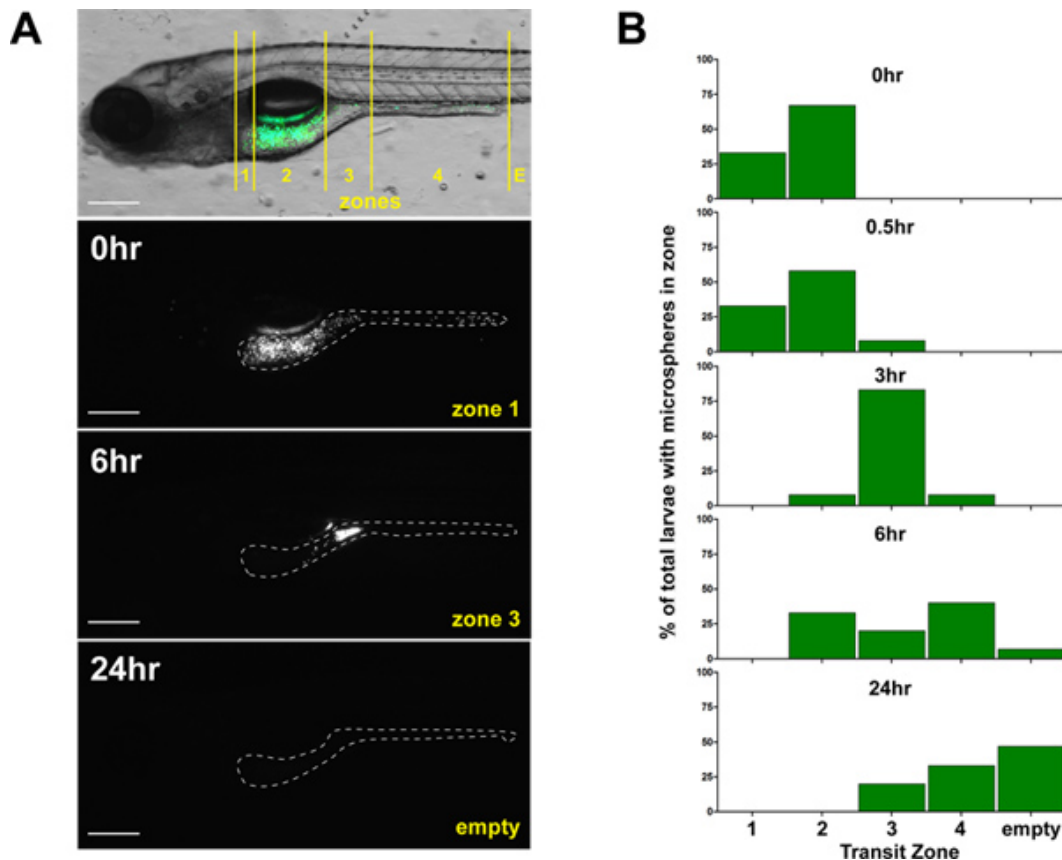 A
1 2 3 4 E
zones
0hr
zone 1
6hr
zone 3
24hr
empty
B
% of total larvae with microspheres in zone
0hr
100
75
50
25
0
0.5hr
100
75
50
25
0
3hr
100
75
50
25
0
6hr
100
75
50
25
0
24hr
100
75
50
25
0
1 2 3 4 empty
Transit Zone